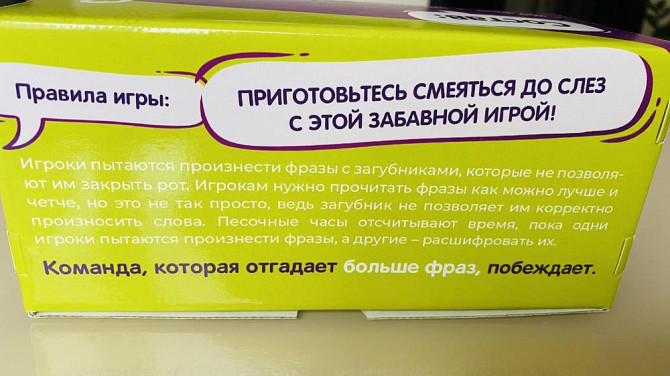 СОСТАВ:
Правила игры:
ПРИГОТОВЬТЕСЬ СМЕЯТЬСЯ ДО СЛЕЗ
С ЭТОЙ ЗАБАВНОЙ ИГРОЙ!
Игроки пытаются произнести фразы с загубниками, которые не позволя-
ют им закрыть рот. Игрокам нужно прочитать фразы как можно лучше и
четче, но это не так просто, ведь загубник не позволяет им корректно
произносить слова. Песочные часы отсчитывают время, пока одни
игроки пытаются произнести фразы, а другие – расшифровать их.
Команда, которая отгадает больше фраз, побеждает.